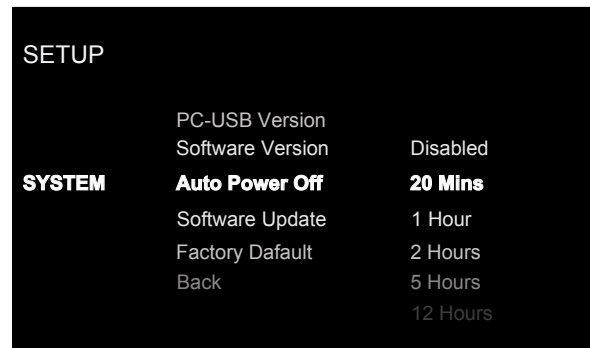 SETUP
PC-USB Version
Software Version Disabled
SYSTEM Auto Power Off 20 Mins
Software Update 1 Hour
Factory Dafault 2 Hours
Back 5 Hours
12 Hours